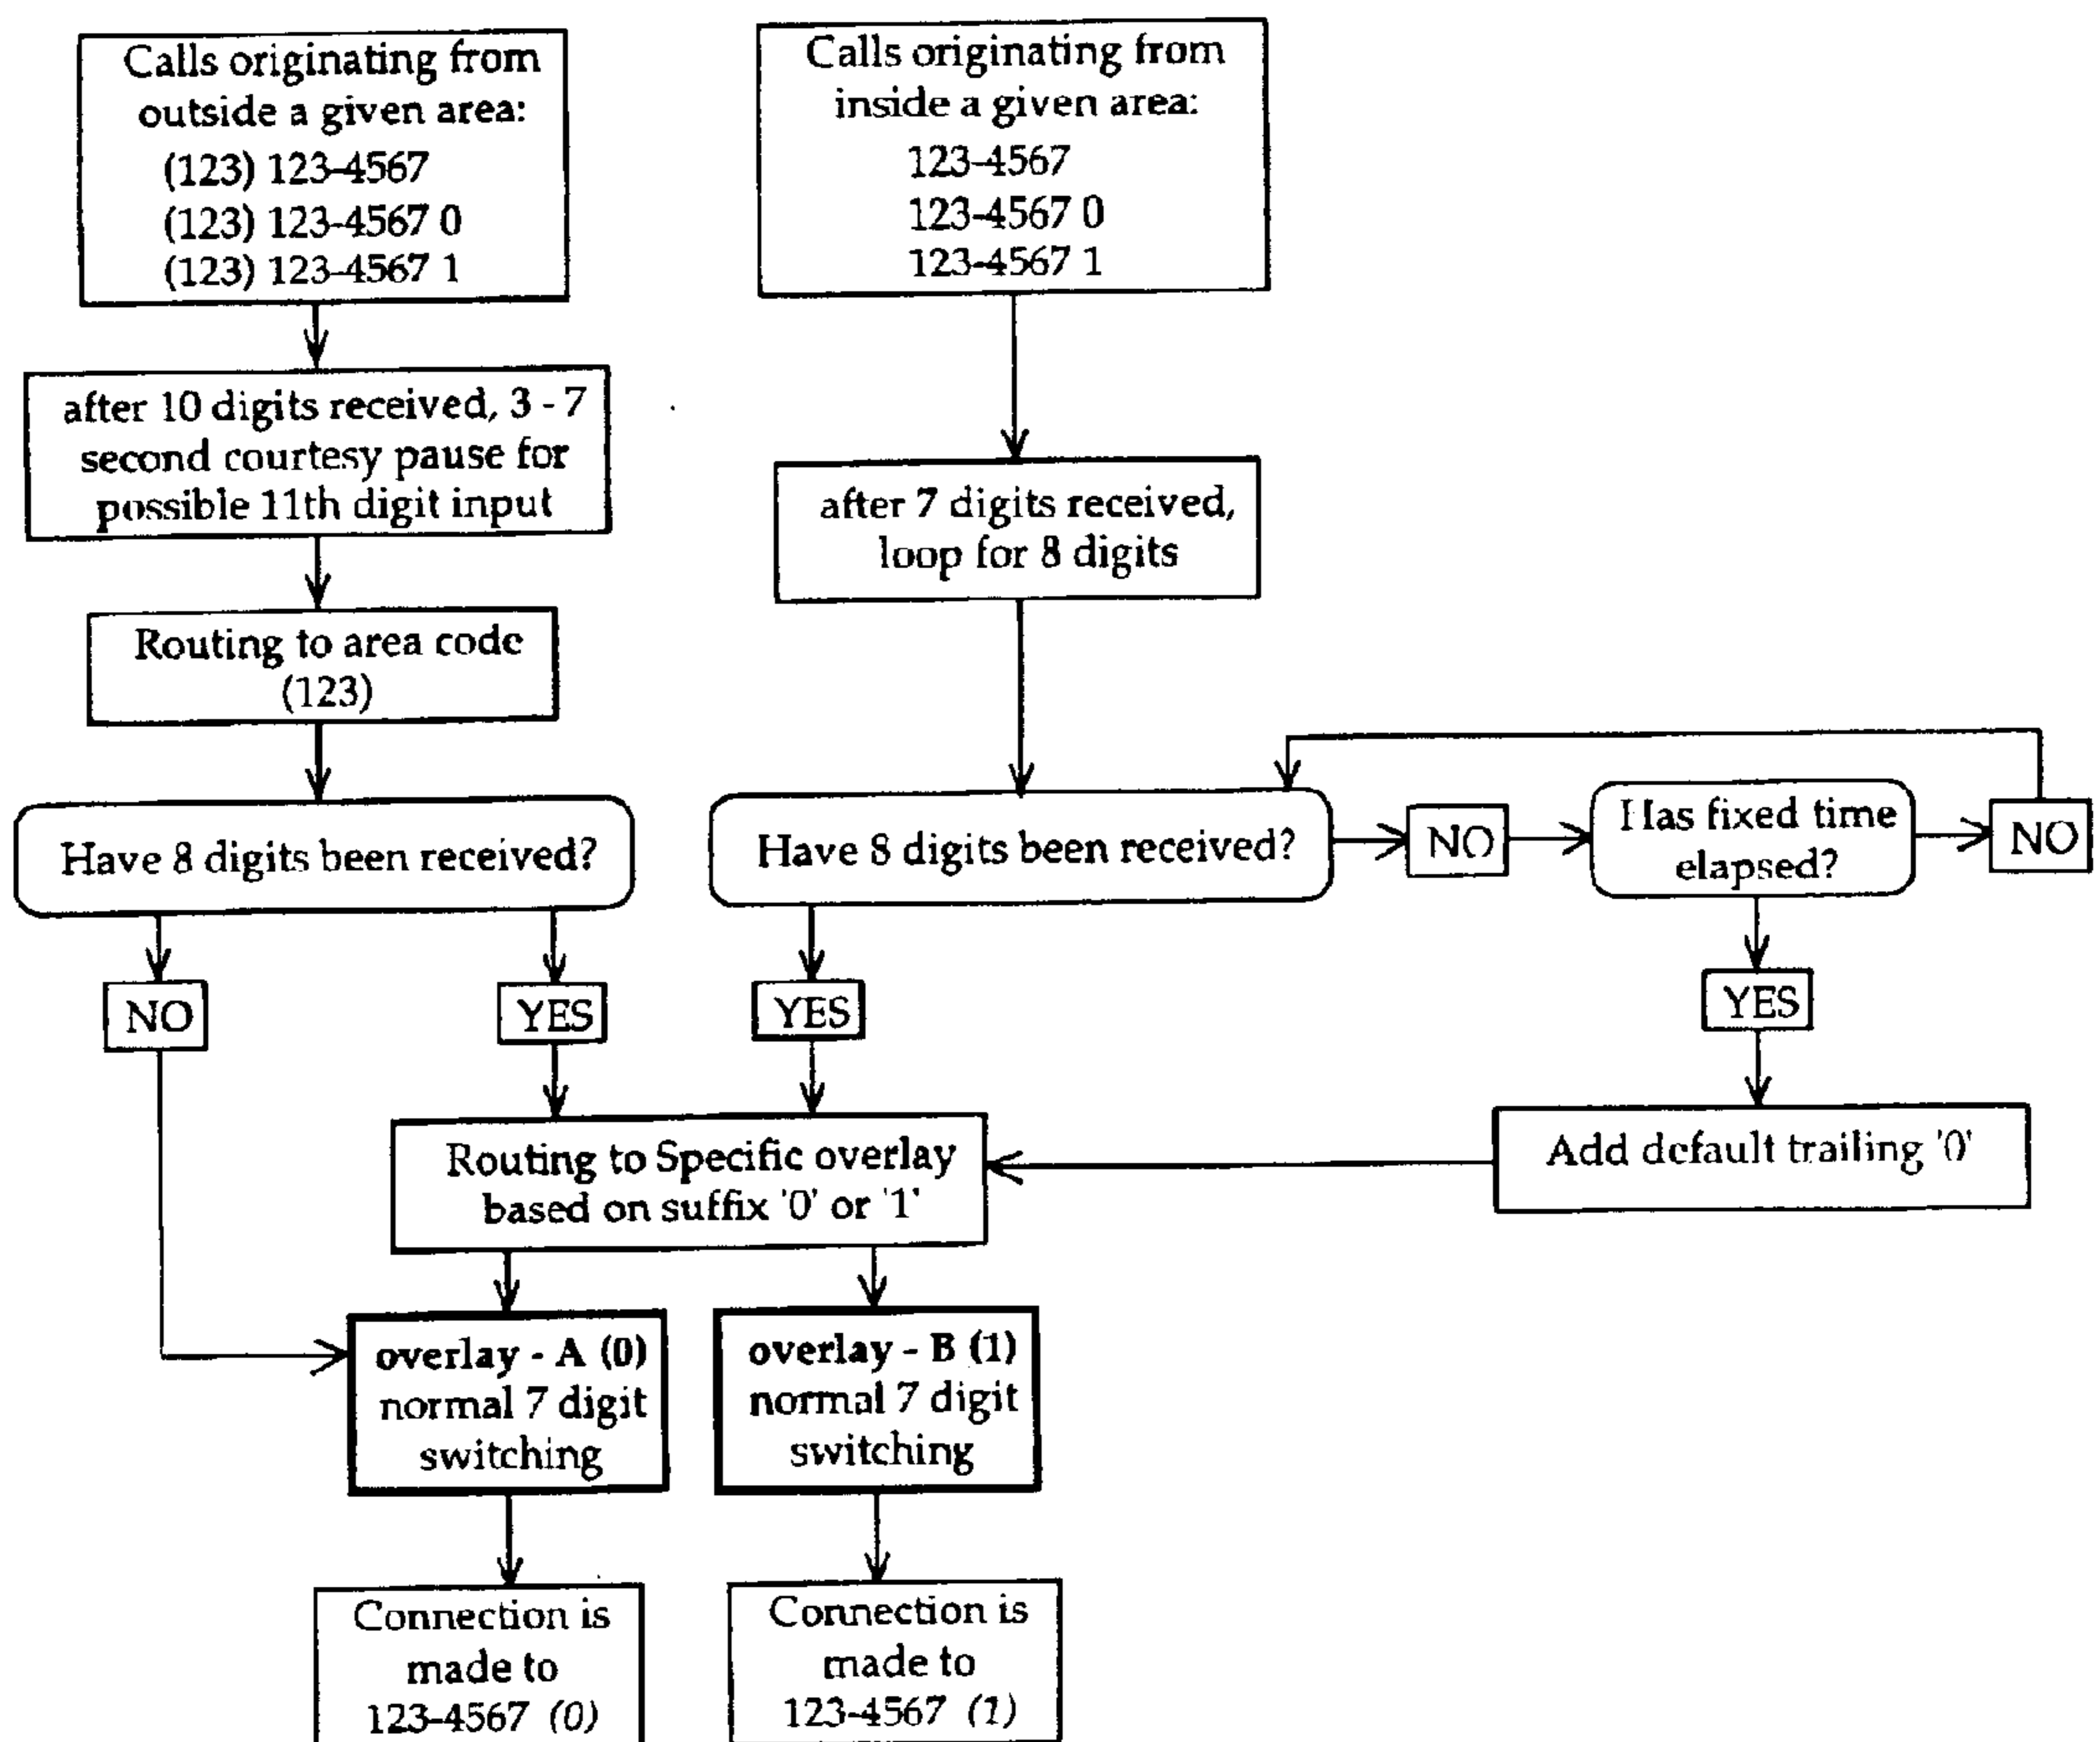 Calls originating from
outside a given area:
(123) 123-4567
(123) 123-4567 0
(123) 123-4567 1
Calls originating from
inside a given area:
123-4567
123-4567 0
123-4567 1
after 10 digits received, 3 - 7
second courtesy pause for
possible 11th digit input
after 7 digits received,
loop for 8 digits
Routing to area code
(123)
Have 8 digits been received?
Have 8 digits been received?
NO
Has fixed time
elapsed?
NO
NO
YES
YES
YES
Routing to Specific overlay
based on suffix '0' or '1'
Add default trailing '0'
overlay - A (0)
normal 7 digit
switching
overlay - B (1)
normal 7 digit
switching
Connection is
made to
123-4567 (0)
Connection is
made to
123-4567 (1)